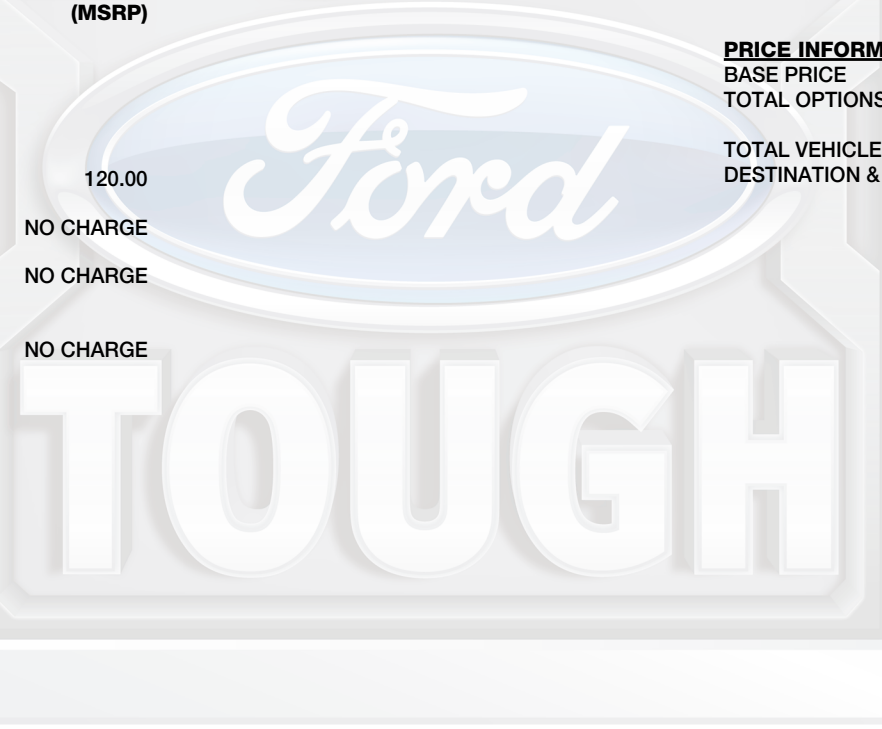 (MSRP)
120.00
NO CHARGE
NO CHARGE
NO CHARGE
PRICE INFORM
BASE PRICE
TOTAL OPTIONS
TOTAL VEHICLE
DESTINATION &
Ford
TOUGH